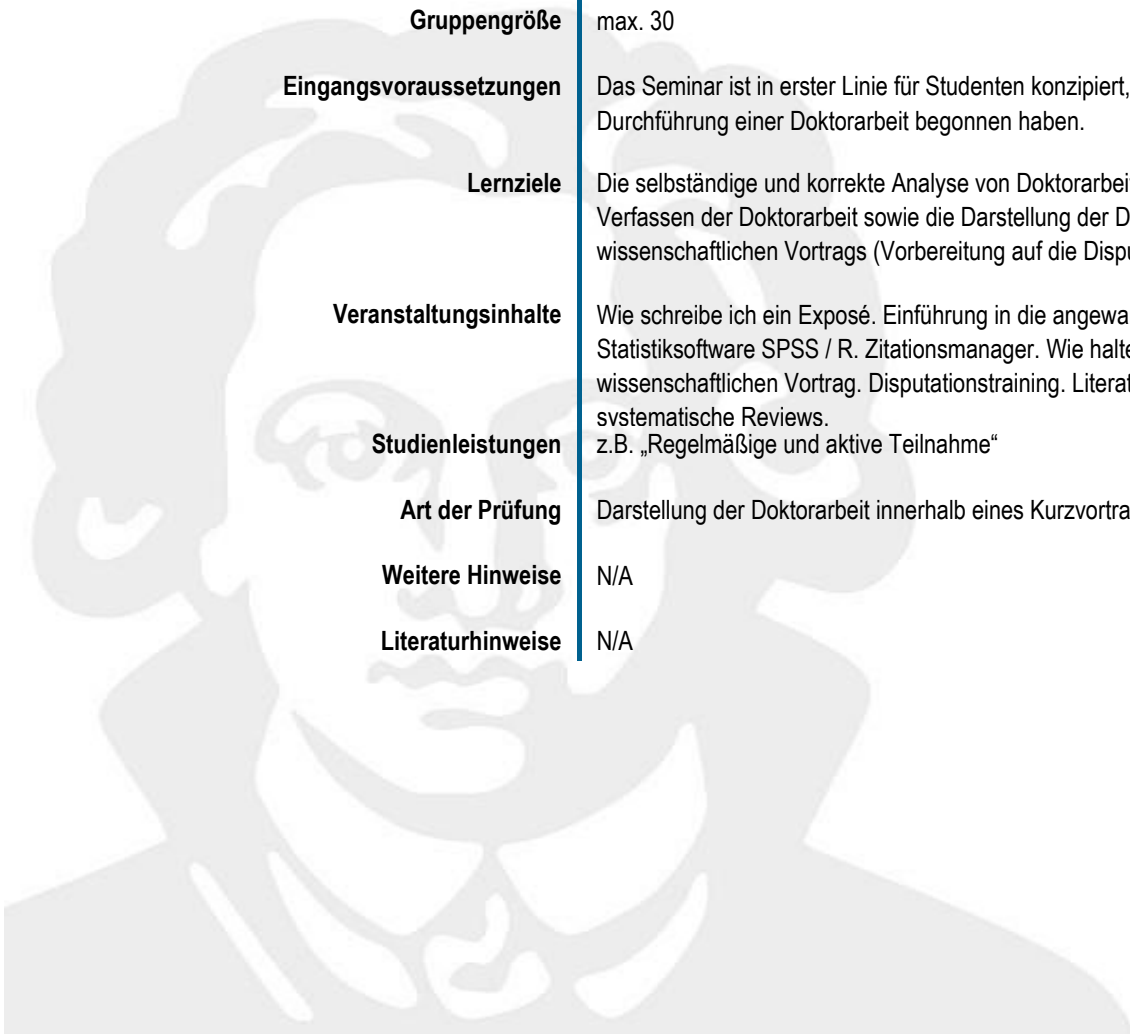 Gruppengröße max. 30
Eingangsvoraussetzungen Das Seminar ist in erster Linie für Studenten konzipiert,
Durchführung einer Doktorarbeit begonnen haben.
Lernziele Die selbständige und korrekte Analyse von Doktorarbei
Verfassen der Doktorarbeit sowie die Darstellung der D
wissenschaftlichen Vortrags (Vorbereitung auf die Disp
Veranstaltungsinhalte Wie schreibe ich ein Exposé. Einführung in die angewa
Statistiksoftware SPSS / R. Zitationsmanager. Wie halte
wissenschaftlichen Vortrag. Disputationstraining. Litera
systematische Reviews.
Studienleistungen z.B. „Regelmäßige und aktive Teilnahme“
Art der Prüfung Darstellung der Doktorarbeit innerhalb eines Kurzvortra
Weitere Hinweise N/A
Literaturhinweise N/A